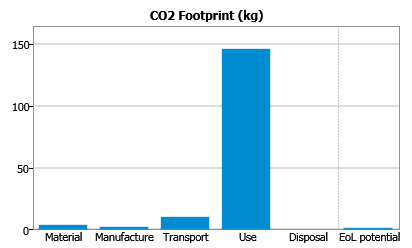 CO2 Footprint (kg)
150
100
50
0
Material Manufacture Transport Use Disposal EoL potential